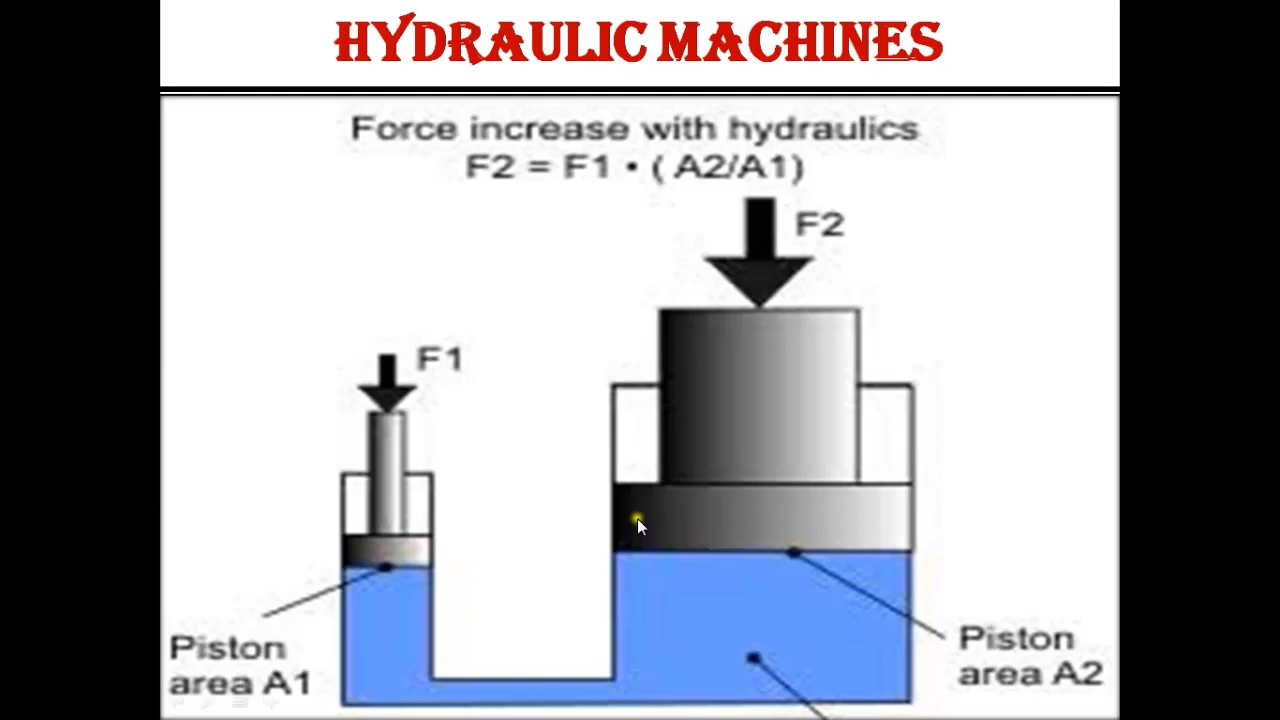 HYDRAULIC MACHINES
Force increase with hydraulics
F2 = F1 • ( A2/A1)
F2
F1
Piston
area A1
Piston
area A2